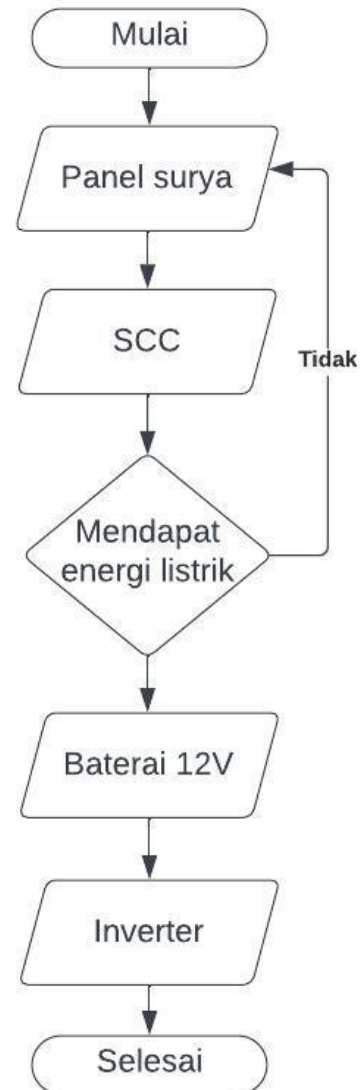 Mulai
Panel surya
SCC
Tidak
Mendapat
energi listrik
Baterai 12V
Inverter
Selesai